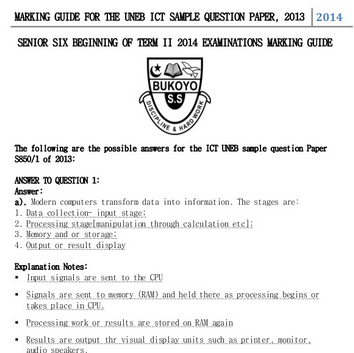 MARKING GUIDE FOR THE UNEB ICT SAMPLE QUESTION PAPER, 2013 2014
SENIOR SIX BEGINNING OF TERM II 2014 EXAMINATIONS MARKING GUIDE
BUKOYO
S.S
DISCIPLINE & HARD WORK
The following are the possible answers for the ICT UNEB sample question Paper
S850/1 of 2013:
ANSWER TO QUESTION 1:
Answer:
a). Modern computers transform data into information. The stages are:
1. Data collection- input stage;
2. Processing stage[manipulation through calculation etc];
3. Memory and or storage;
4. Output or result display
Explanation Notes:
▪ Input signals are sent to the CPU
▪ Signals are sent to memory (RAM) and held there as processing begins or
takes place in CPU.
▪ Processing work or results are stored on RAM again
▪ Results are output thr visual display units such as printer, monitor,
audio speakers.